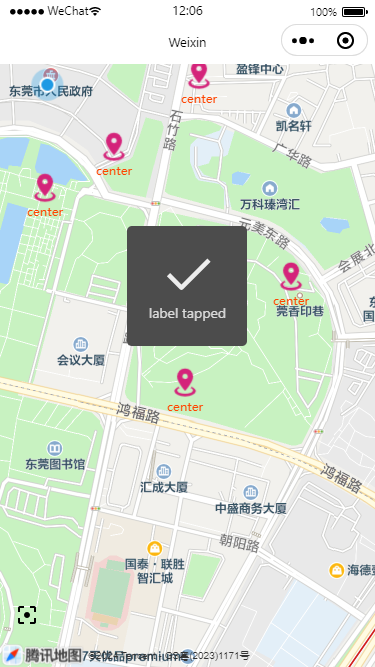 WeChat
12:06
100%
Weixin
盈锋中心
东莞市人民政府
center
凯名轩
石竹路
广华路
center
万科臻湾汇
center
元美东路
会展北
label tapped
center
莞香印巷
国
会议大厦
center
鸿福路
东莞图书馆
鸿福路
汇成大厦
中盛商务大厦
朝阳路
国泰·联胜
智汇城
海德
腾讯地图
(2023)1171号